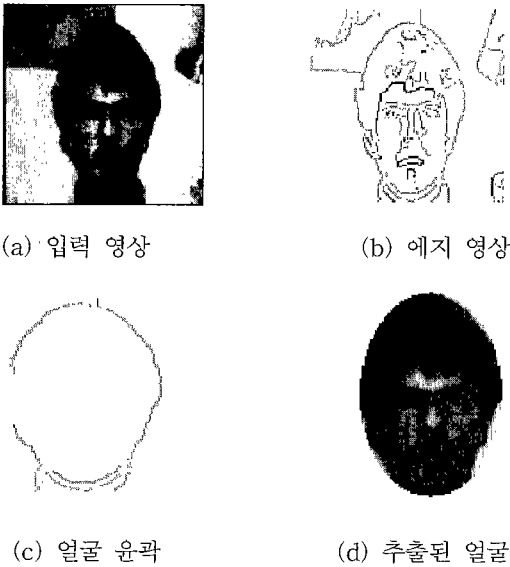 (a) 입력 영상
(b) 에지 영상
(c) 얼굴 윤곽
(d) 추출된 얼굴